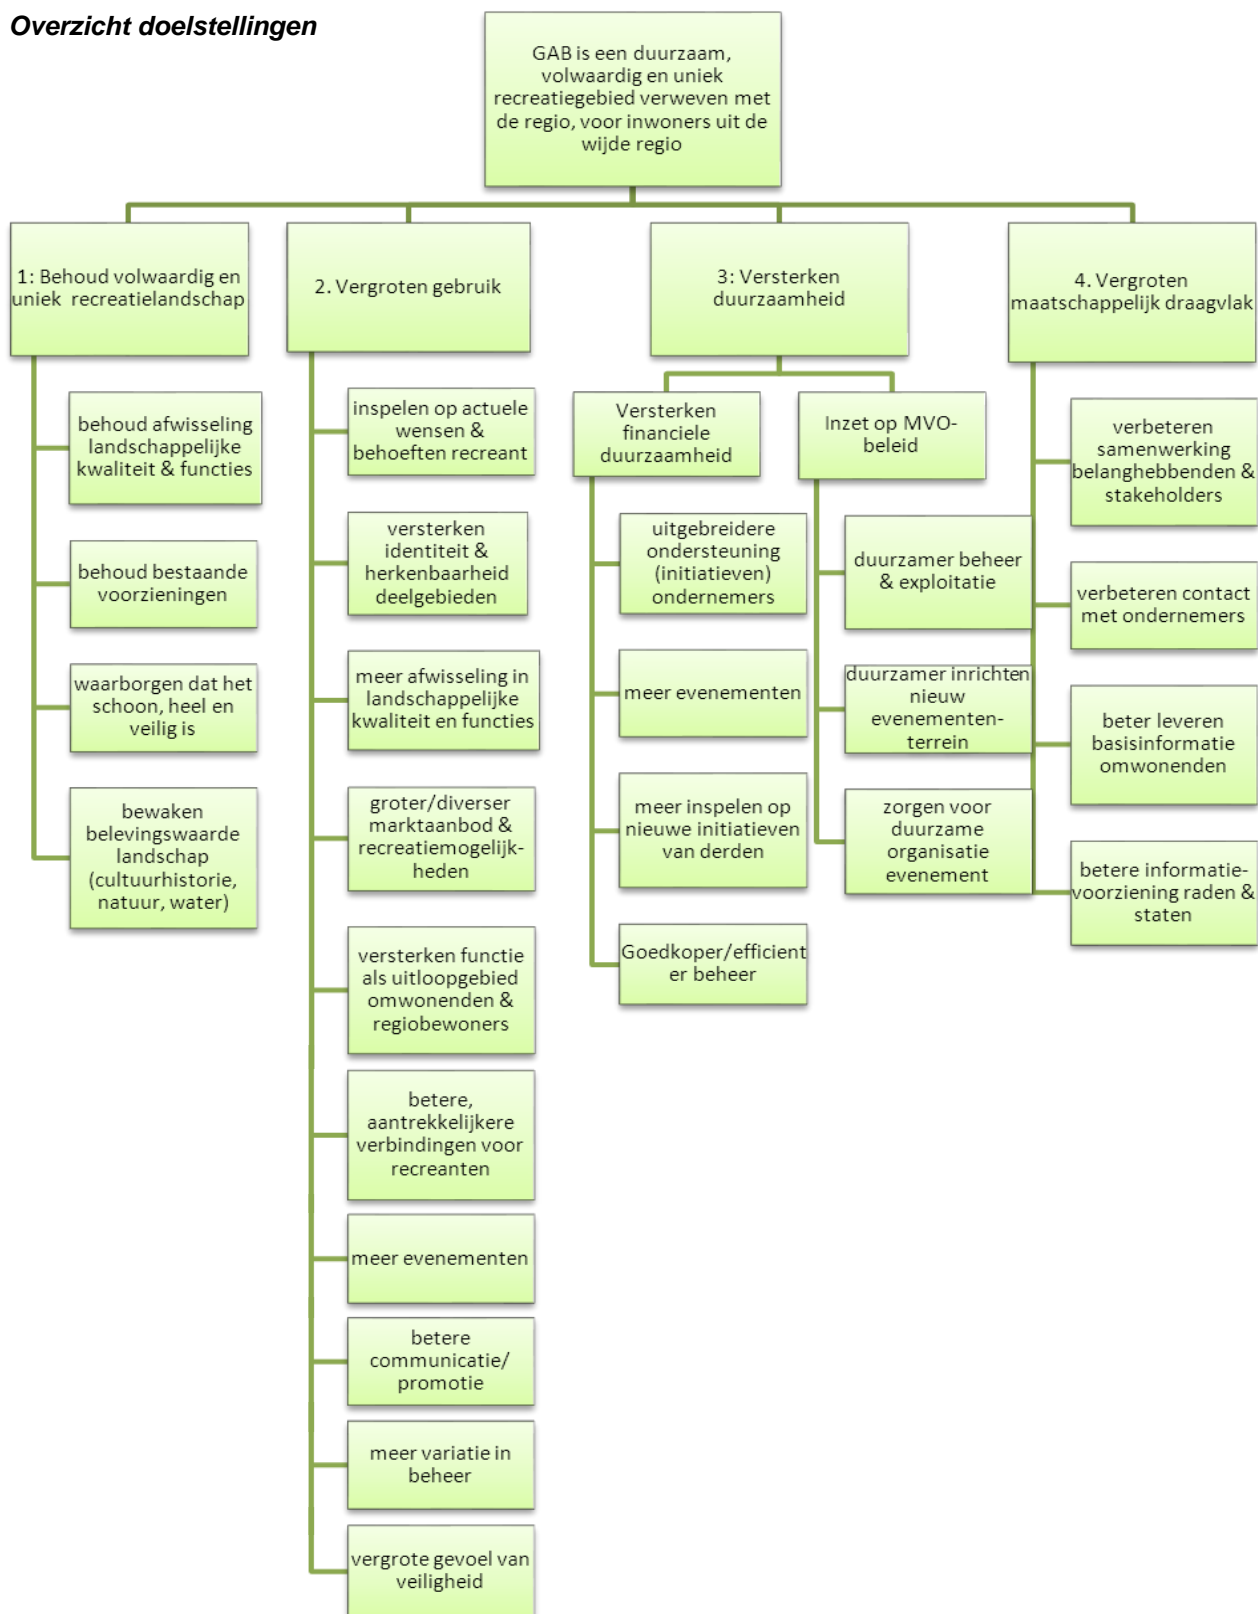 Overzicht doelstellingen
GAB is een duurzaam,
volwaardig en uniek
recreatiegebied verweven met
de regio, voor inwoners uit de
wijde regio
1: Behoud volwaardig en
uniek recreatielandschap
behoud afwisseling
landschappelijke
kwaliteit & functies
behoud bestaande
voorzieningen
waarborgen dat het
schoon, heel en
veilig is
bewaken
belevingswaarde
landschap
(cultuurhistorie,
natuur, water)
2. Vergroten gebruik
inspelen op actuele
wensen &
behoeften recreant
versterken
identiteit &
herkenbaarheid
deelgebieden
meer afwisseling in
landschappelijke
kwaliteit en functies
groter/diverser
marktaanbod &
recreatiemogelijk-
heden
versterken functie
als uitloopgebied
omwonenden &
regiobewoners
betere,
aantrekkelijkere
verbindingen voor
recreanten
meer evenementen
betere
communicatie/
promotie
meer variatie in
beheer
vergrote gevoel van
veiligheid
3: Versterken
duurzaamheid
Versterken
financiele
duurzaamheid
uitgebreidere
ondersteuning
(initiatieven)
ondernemers
meer evenementen
meer inspelen op
nieuwe initiatieven
van derden
Goedkoper/efficient
er beheer
Inzet op MVO-
beleid
duurzamer beheer
& exploitatie
duurzamer inrichten
nieuw
evenementen-
terrein
zorgen voor
duurzame
organisatie
evenement
4. Vergroten
maatschappelijk draagvlak
verbeteren
samenwerking
belanghebbenden &
stakeholders
verbeteren contact
met ondernemers
beter leveren
basisinformatie
omwonenden
betere informatie-
voorziening raden &
staten